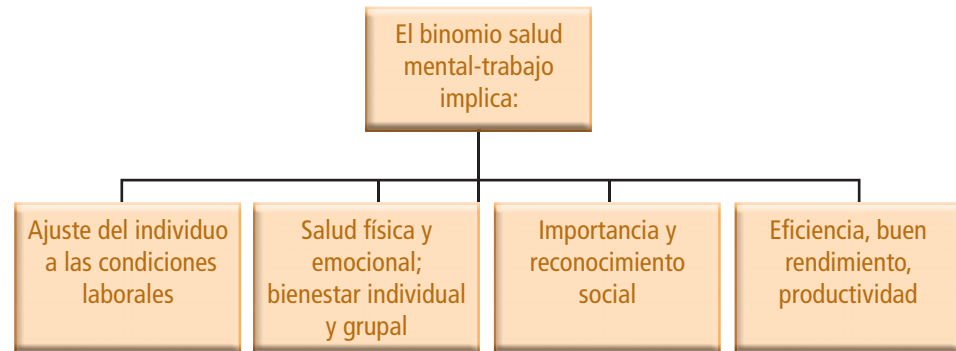 El binomio salud
mental-trabajo
implica:
Ajuste del individuo
a las condiciones
laborales
Salud física y
emocional;
bienestar individual
y grupal
Importancia y
reconocimiento
social
Eficiencia, buen
rendimiento,
productividad